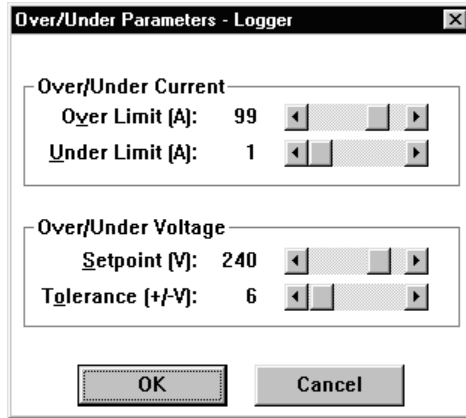 Over/Under Parameters - Logger
Over/Under Current
Over Limit (A): 99
Under Limit (A): 1
Over/Under Voltage
Setpoint (V): 240
Tolerance (+/-V): 6
OK Cancel